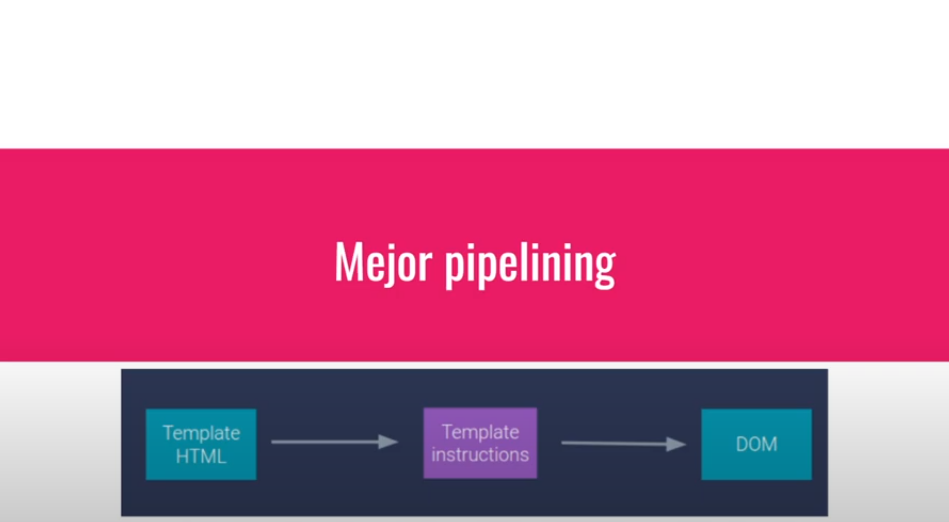 Mejor pipelining
Template
HTML
Template
instructions
DOM